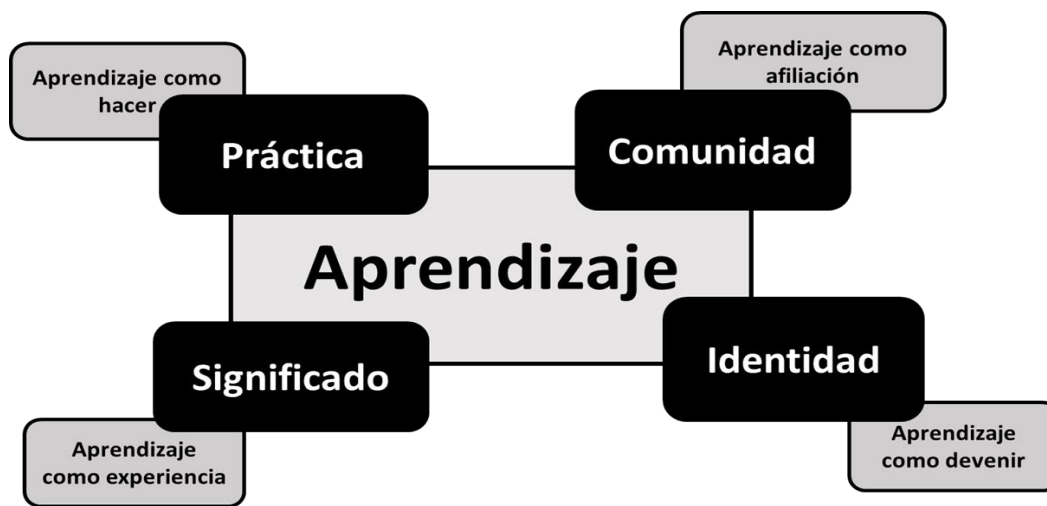 Aprendizaje como
hacer
Práctica
Aprendizaje como
afiliación
Comunidad
Aprendizaje
Significado
Aprendizaje
como experiencia
Identidad
Aprendizaje
como devenir